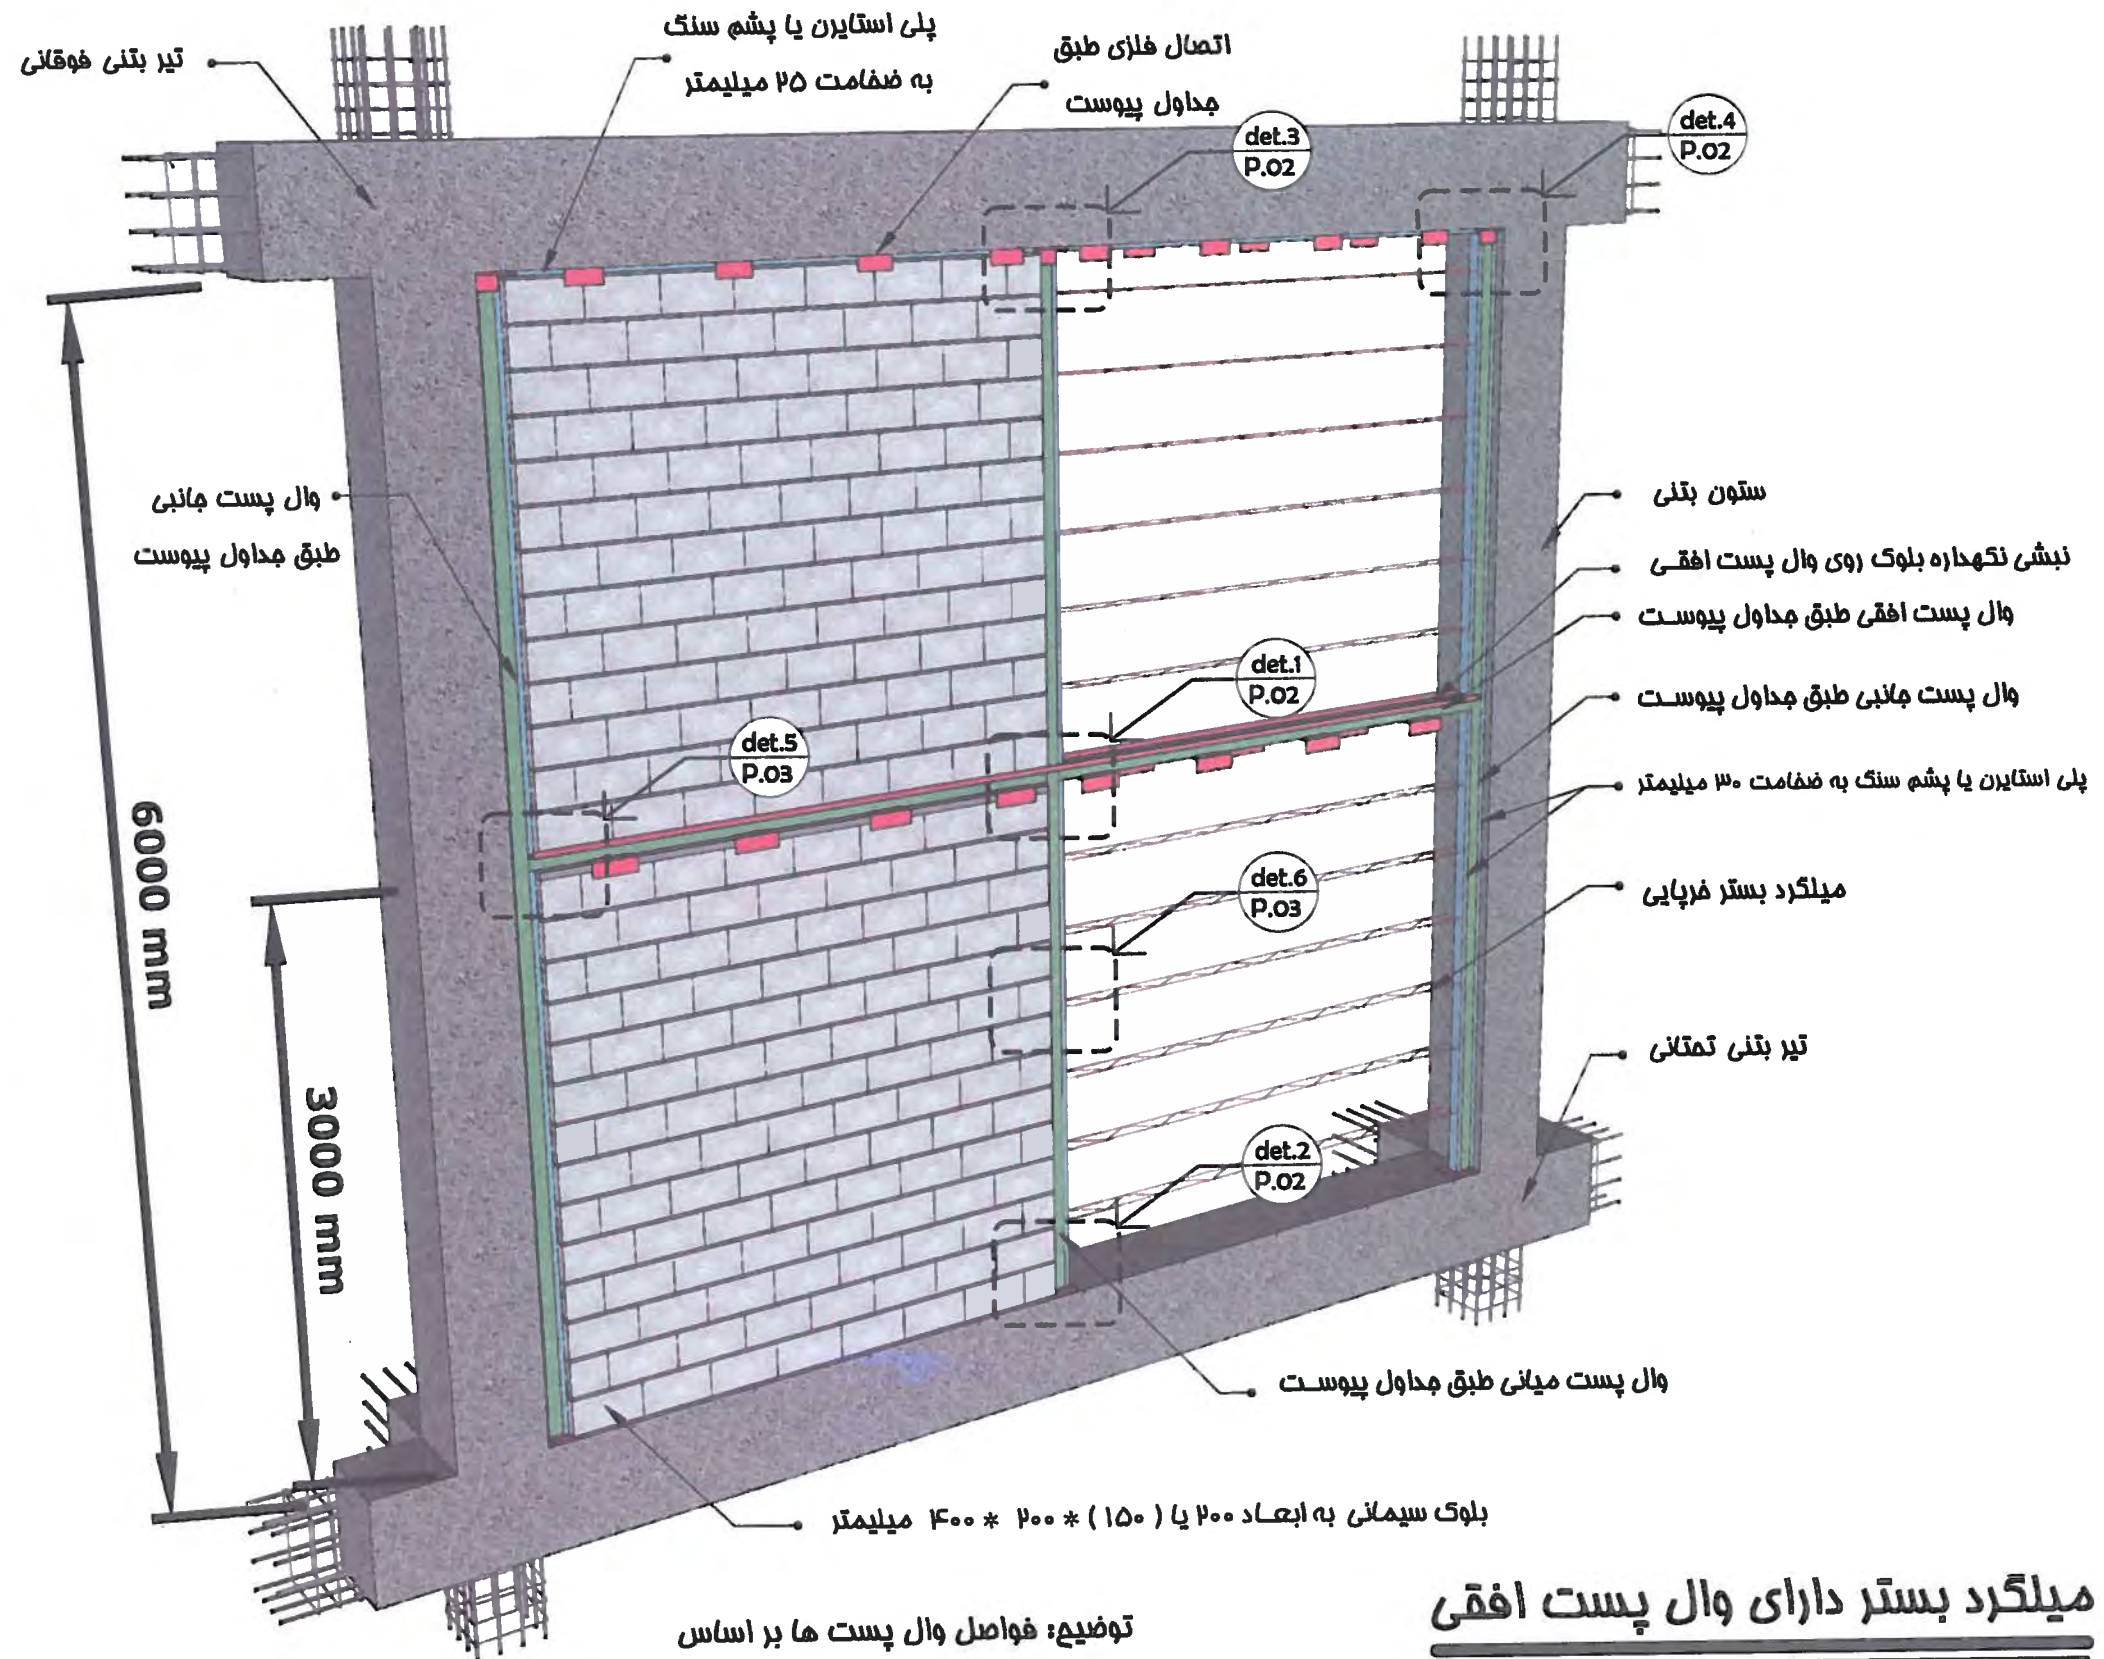 تیر بتنی فوقانی
پلی استایرن یا پشم سنگ
به ضخامت ۲۵ میلیمتر
اتصال فلزی طبق
جداول پیوست
det.3
P.02
det.4
P.02
وال پست جانبی
طبق جداول پیوست
ستون بتنی
نبشی نگهداره بلوک روی وال پست افقی
وال پست افقی طبق جداول پیوست
det.1
P.02
وال پست جانبی طبق جداول پیوست
det.5
P.03
پلی استایرن یا پشم سنگ به ضخامت ۳۰ میلیمتر
6000 mm
det.6
P.03
میلگرد بستر خرپایی
تیر بتنی تحتانی
3000 mm
det.2
P.02
وال پست میانی طبق جداول پیوست
بلوک سیمانی به ابعاد ۲۰۰ یا ( ۱۵۰ ) * ۲۰۰ * ۴۰۰ میلیمتر
میلگرد بستر دارای وال پست افقی
توضیح: فواصل وال پست ها بر اساس